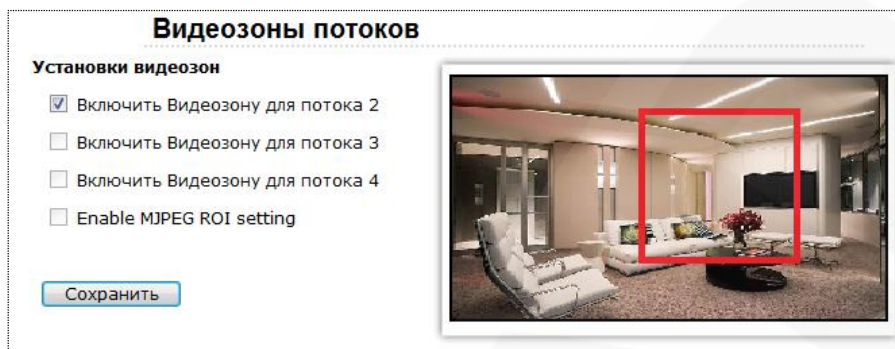 Видеозоны потоков
Установки видеозон
Включить Видеозону для потока 2
Включить Видеозону для потока 3
Включить Видеозону для потока 4
Enable MJPEG ROI setting
Сохранить